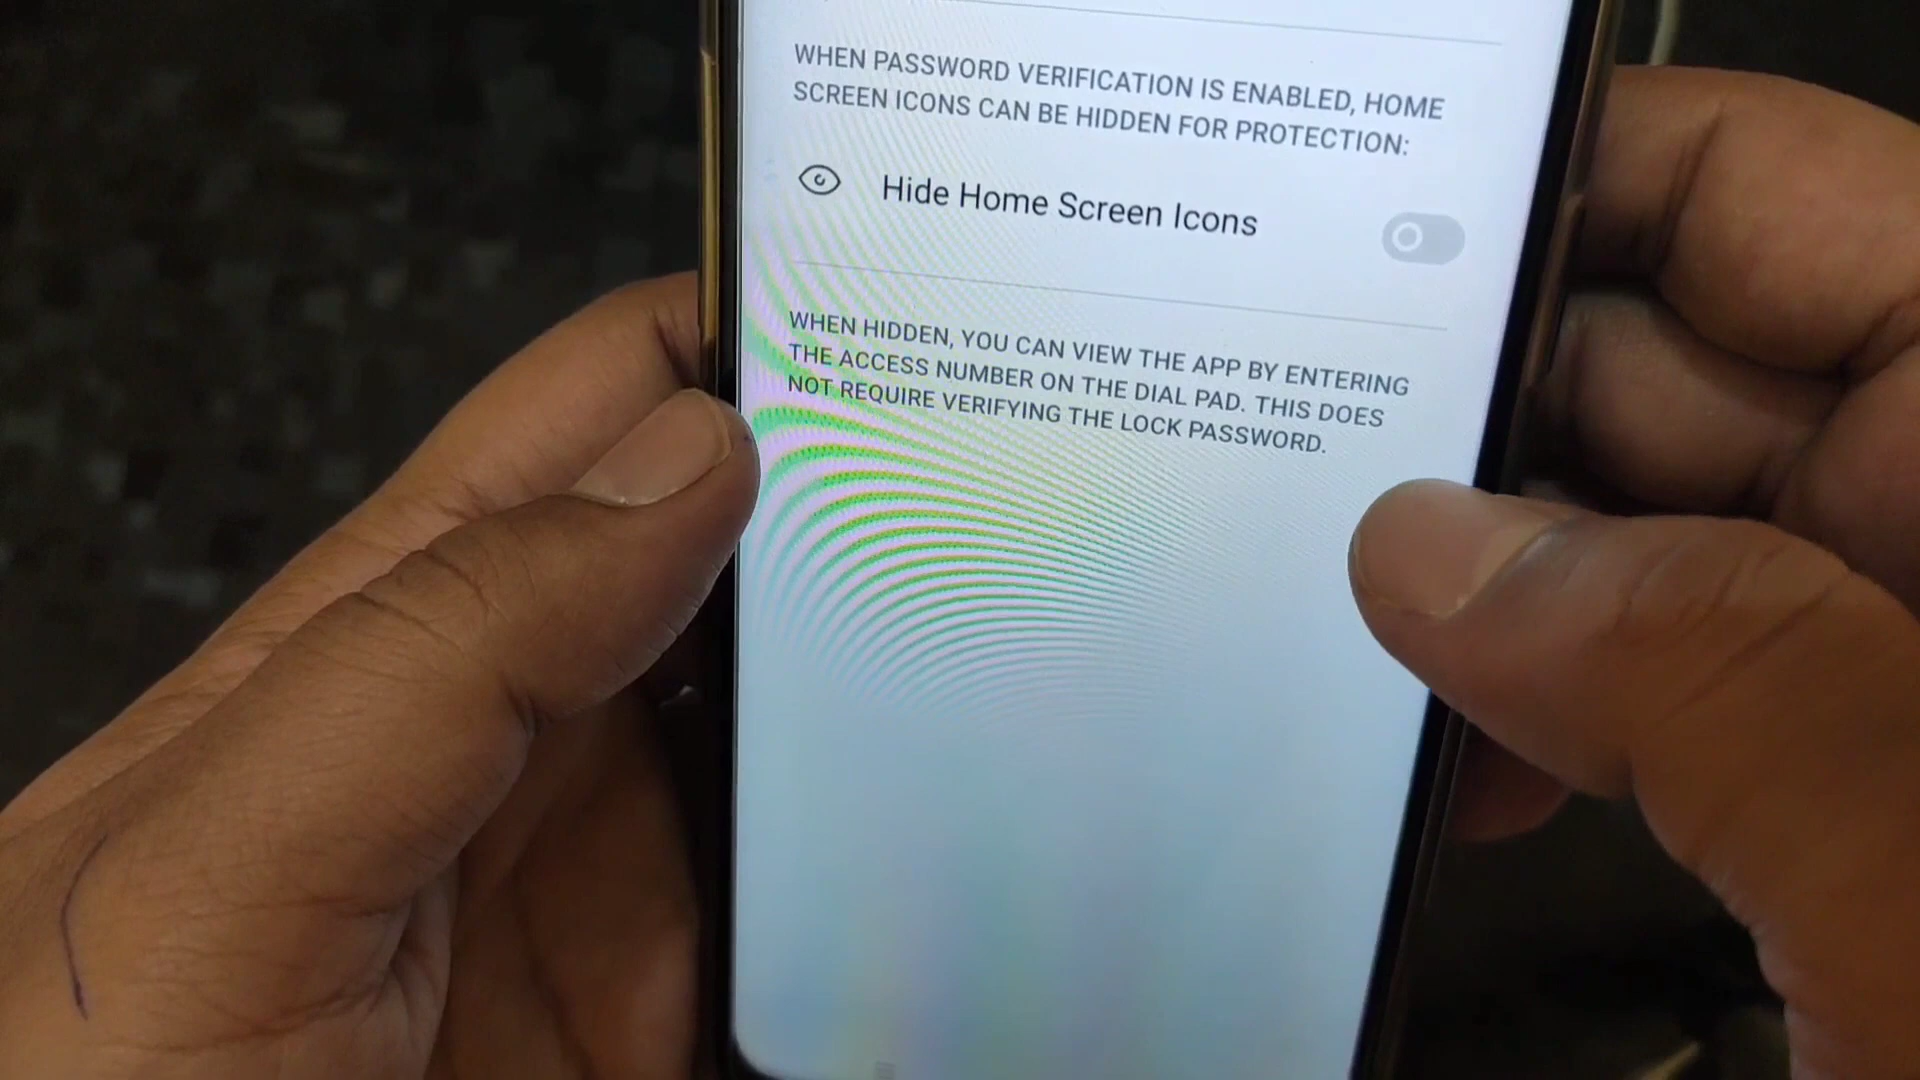 WHEN PASSWORD VERIFICATION IS ENABLED, HOME
SCREEN ICONS CAN BE HIDDEN FOR PROTECTION:
Hide Home Screen Icons
WHEN HIDDEN, YOU CAN VIEW THE APP BY ENTERING
THE ACCESS NUMBER ON THE DIAL PAD. THIS DOES
NOT REQUIRE VERIFYING THE LOCK PASSWORD.